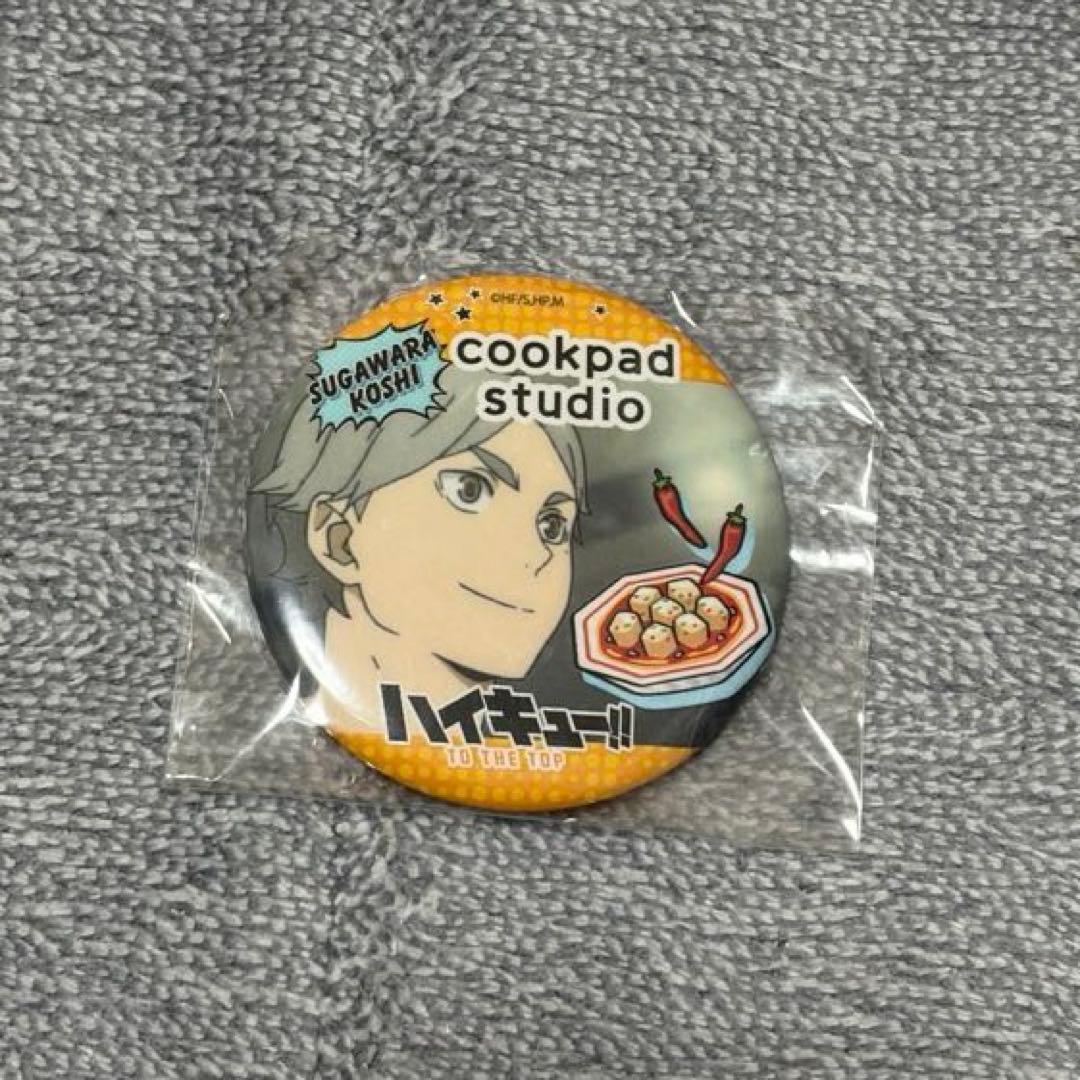 ©HF/S,HP,M
SUGAWARA
KOSHI
cookpad
studio
ハイキュー!!
TO THE TOP